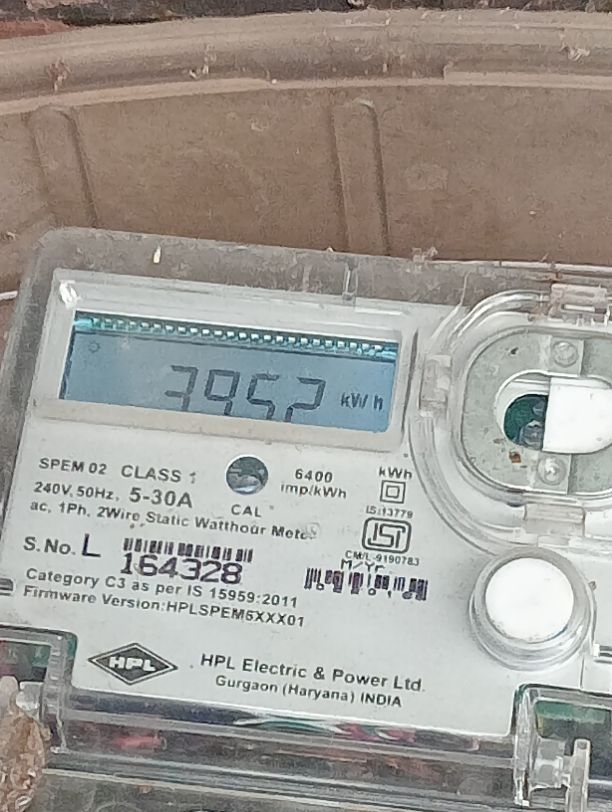 3952 kWh
SPEM 02 CLASS 1
6400
imp/kWh
kWh
240V, 50Hz, 5-30A
CAL
IS:13779
ac, 1Ph, 2Wire Static Watthour Meter
CM/L-9190783
S.No. L 164328
M/Yr.
Category C3 as per IS 15959:2011
Firmware Version:HPLSPEM5XXX01
HPL
HPL Electric & Power Ltd.
Gurgaon (Haryana) INDIA